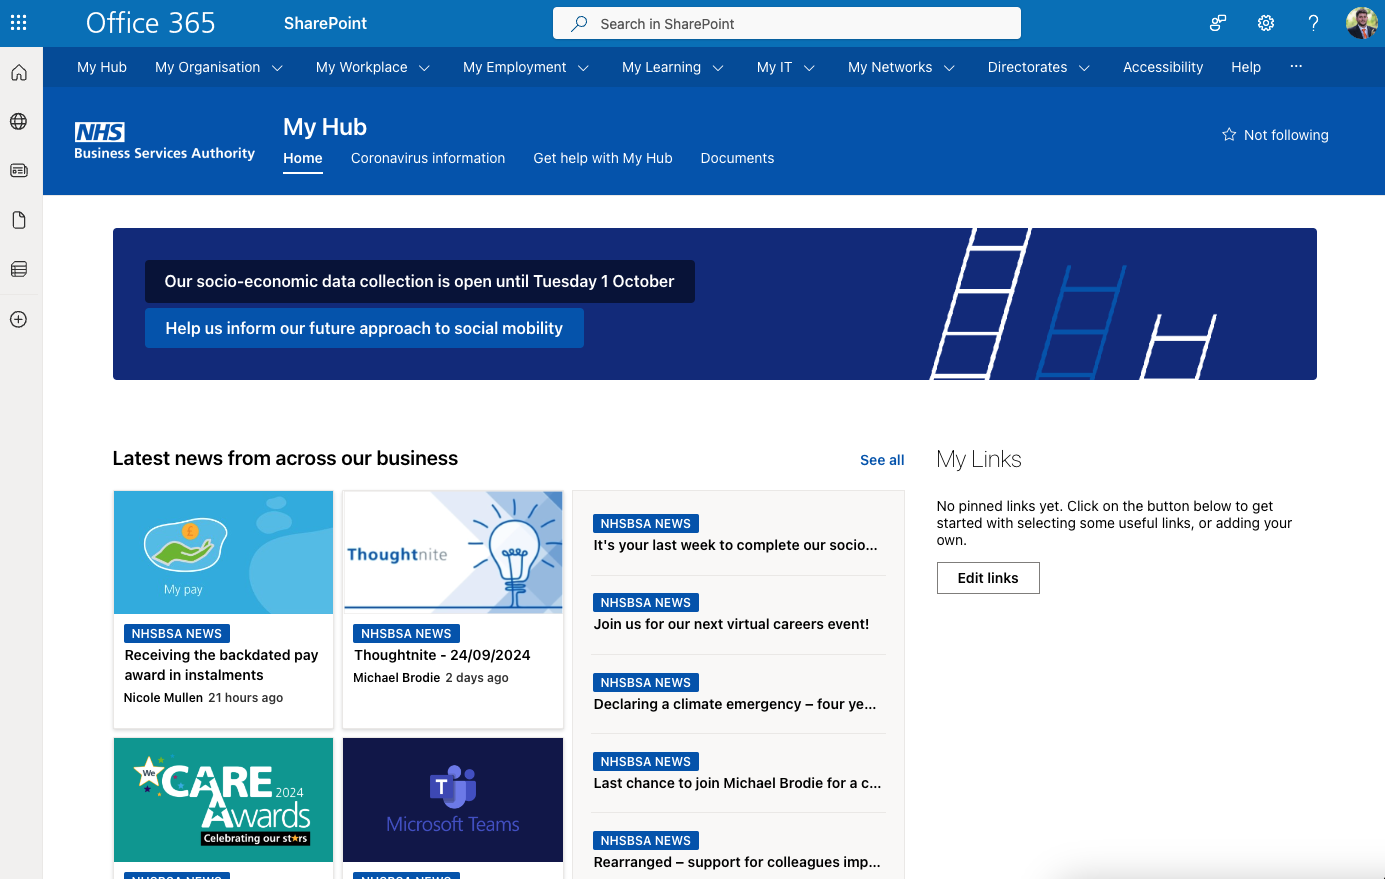 Office 365
SharePoint
Search in SharePoint
?
My Hub
My Organisation
My Workplace
My Employment
My Learning
My IT
My Networks
Directorates
Accessibility
Help
...
NHS
Business Services Authority
My Hub
Home
Coronavirus information
Get help with My Hub
Documents
Not following
Our socio-economic data collection is open until Tuesday 1 October
Help us inform our future approach to social mobility
Latest news from across our business
See all
£
My pay
NHSBSA NEWS
Receiving the backdated pay
award in instalments
Nicole Mullen 21 hours ago
Thoughtnite
NHSBSA NEWS
Thoughtnite - 24/09/2024
Michael Brodie 2 days ago
We
CARE
2024
Awards
Celebrating our stars
NHSBSA NEWS
T
Microsoft Teams
NHSBSA NEWS
NHSBSA NEWS
It's your last week to complete our socio...
NHSBSA NEWS
Join us for our next virtual careers event!
NHSBSA NEWS
Declaring a climate emergency – four ye...
NHSBSA NEWS
Last chance to join Michael Brodie for a c...
NHSBSA NEWS
Rearranged – support for colleagues imp...
My Links
No pinned links yet. Click on the button below to get
started with selecting some useful links, or adding your
own.
Edit links